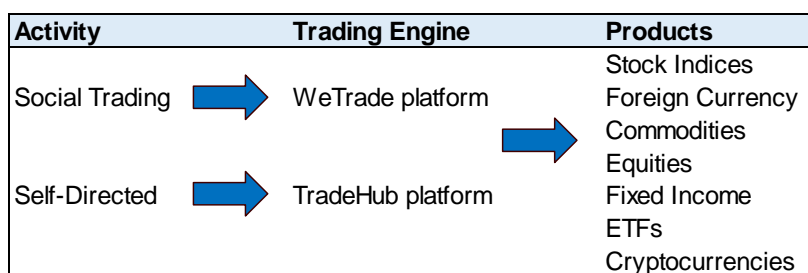 Activity Trading Engine Products
Stock Indices
Social Trading WeTrade platform Foreign Currency
Commodities
Equities
Self-Directed TradeHub platform Fixed Income
ETFs
Cryptocurrencies